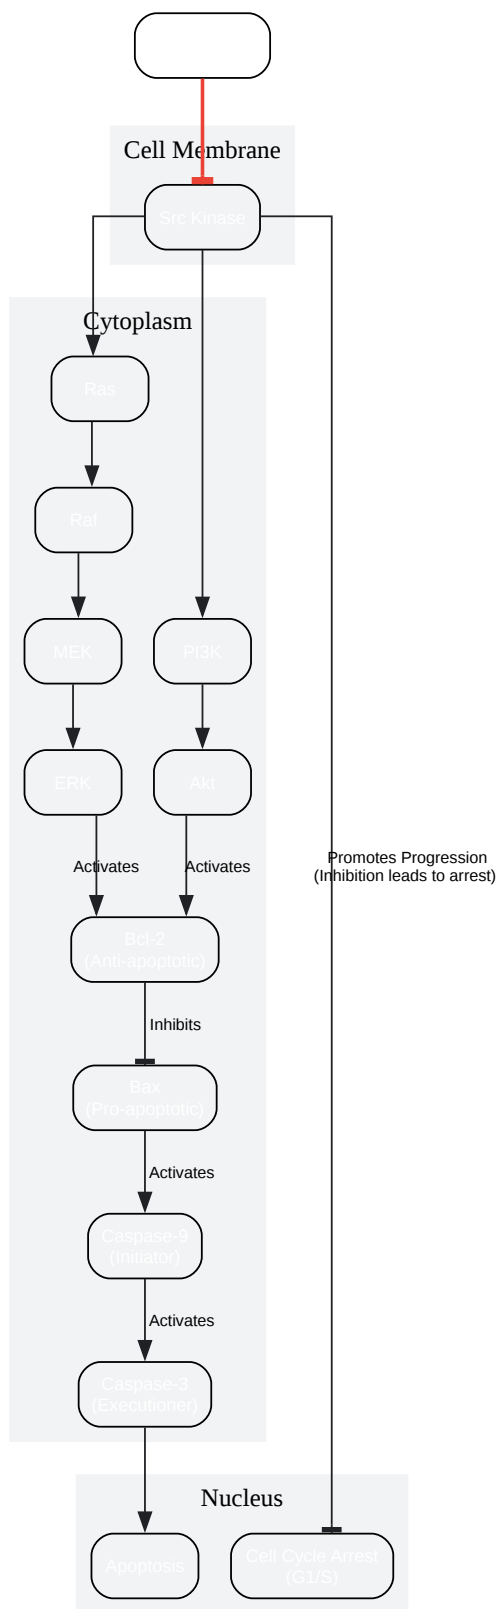 Cell Membrane
Src Kinase
Cytoplasm
Ras
Raf
MEK
PI3K
ERK
Akt
Activates
Activates
Promotes Progression
(Inhibition leads to arrest)
Bcl-2
(Anti-apoptotic)
Inhibits
Bax
(Pro-apoptotic)
Activates
Caspase-9
(Initiator)
Activates
Caspase-3
(Executioner)
Nucleus
Apoptosis
Cell Cycle Arrest
(G1/S)